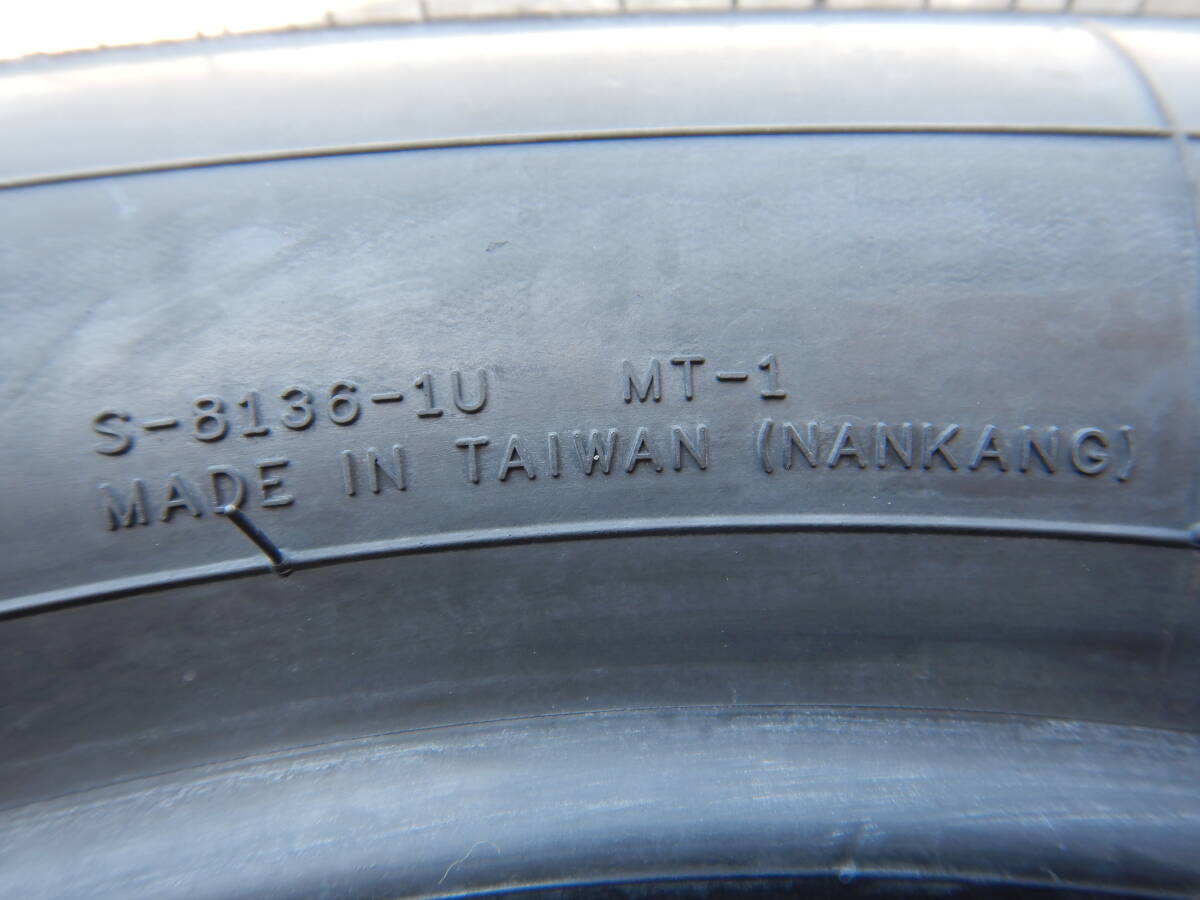 S-8136-1U MT-1
MADE IN TAIWAN (NANKANG)